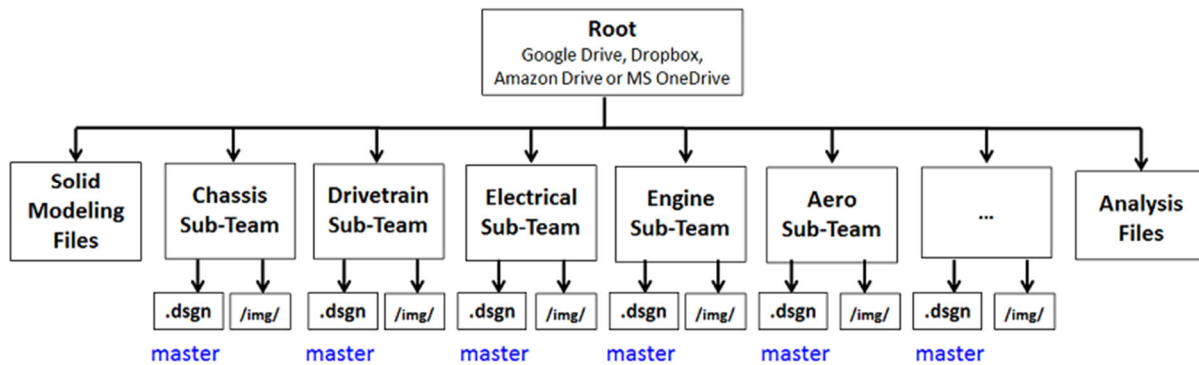 Root
Google Drive, Dropbox,
Amazon Drive or MS OneDrive
Solid
Modeling
Files
Chassis
Sub-Team
Drivetrain
Sub-Team
Electrical
Sub-Team
Engine
Sub-Team
Aero
Sub-Team
...
Analysis
Files
.dsgn
/img/
.dsgn
/img/
.dsgn
/img/
.dsgn
/img/
.dsgn
/img/
.dsgn
/img/
master
master
master
master
master
master